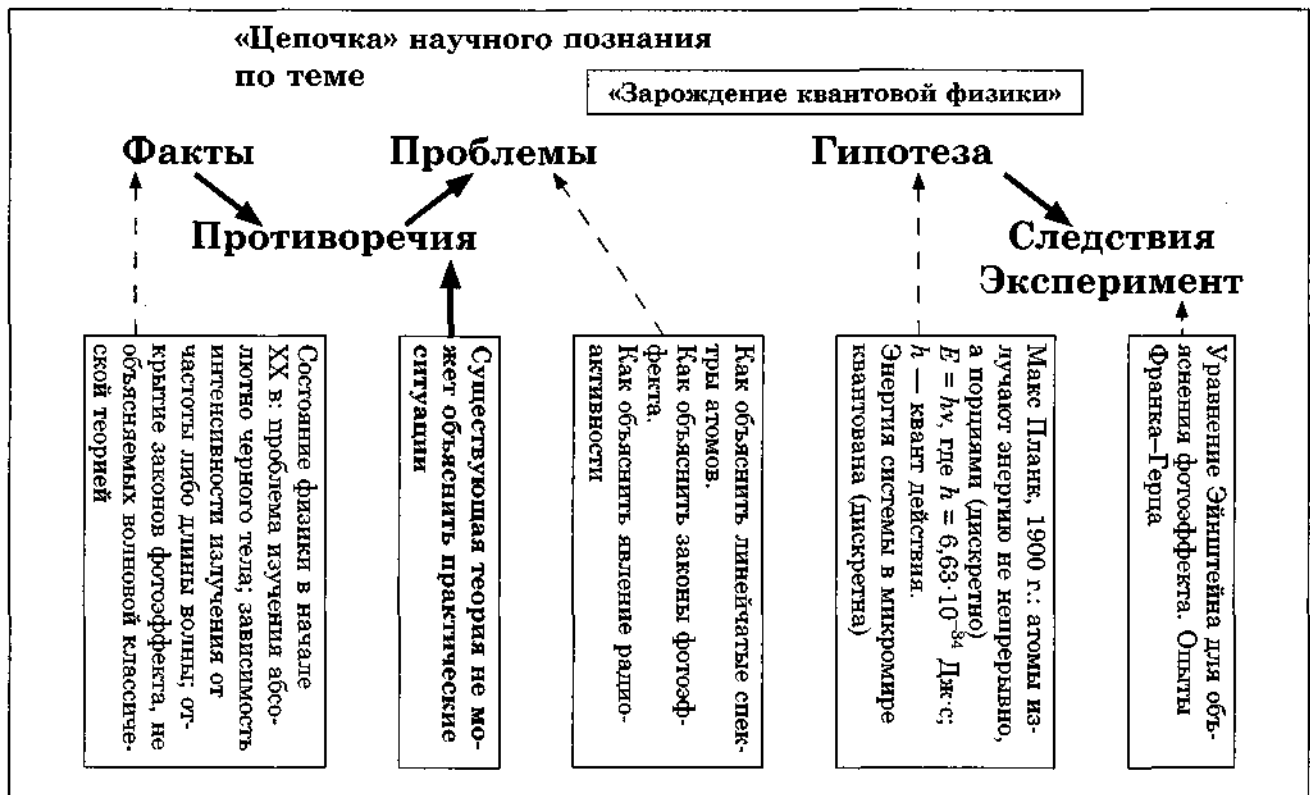 «Цепочка» научного познания
по теме
«Зарождение квантовой физики»
Факты
Проблемы
Гипотеза
Противоречия
Следствия
Эксперимент
Состояние физики в начале
XX в: проблема изучения абсо-
лютно черного тела; зависимость
интенсивности излучения от
частоты либо длины волны; от-
крытие законов фотоэффекта, не
объясняемых волновой классиче-
ской теорией
Существующая теория не мо-
жет объяснить практические
ситуации
Как объяснить линейчатые спек-
тры атомов.
Как объяснить законы фотоэф-
фекта.
Как объяснить явление радио-
активности
Макс Планк, 1900 г.: атомы из-
лучают энергию не непрерывно,
а порциями (дискретно)
E = hν, где h = 6,63·10⁻³⁴ Дж·с;
h — квант действия.
Энергия системы в микромире
квантована (дискретна)
Уравнение Эйнштейна для объ-
яснения фотоэффекта. Опыты
Франка–Герца